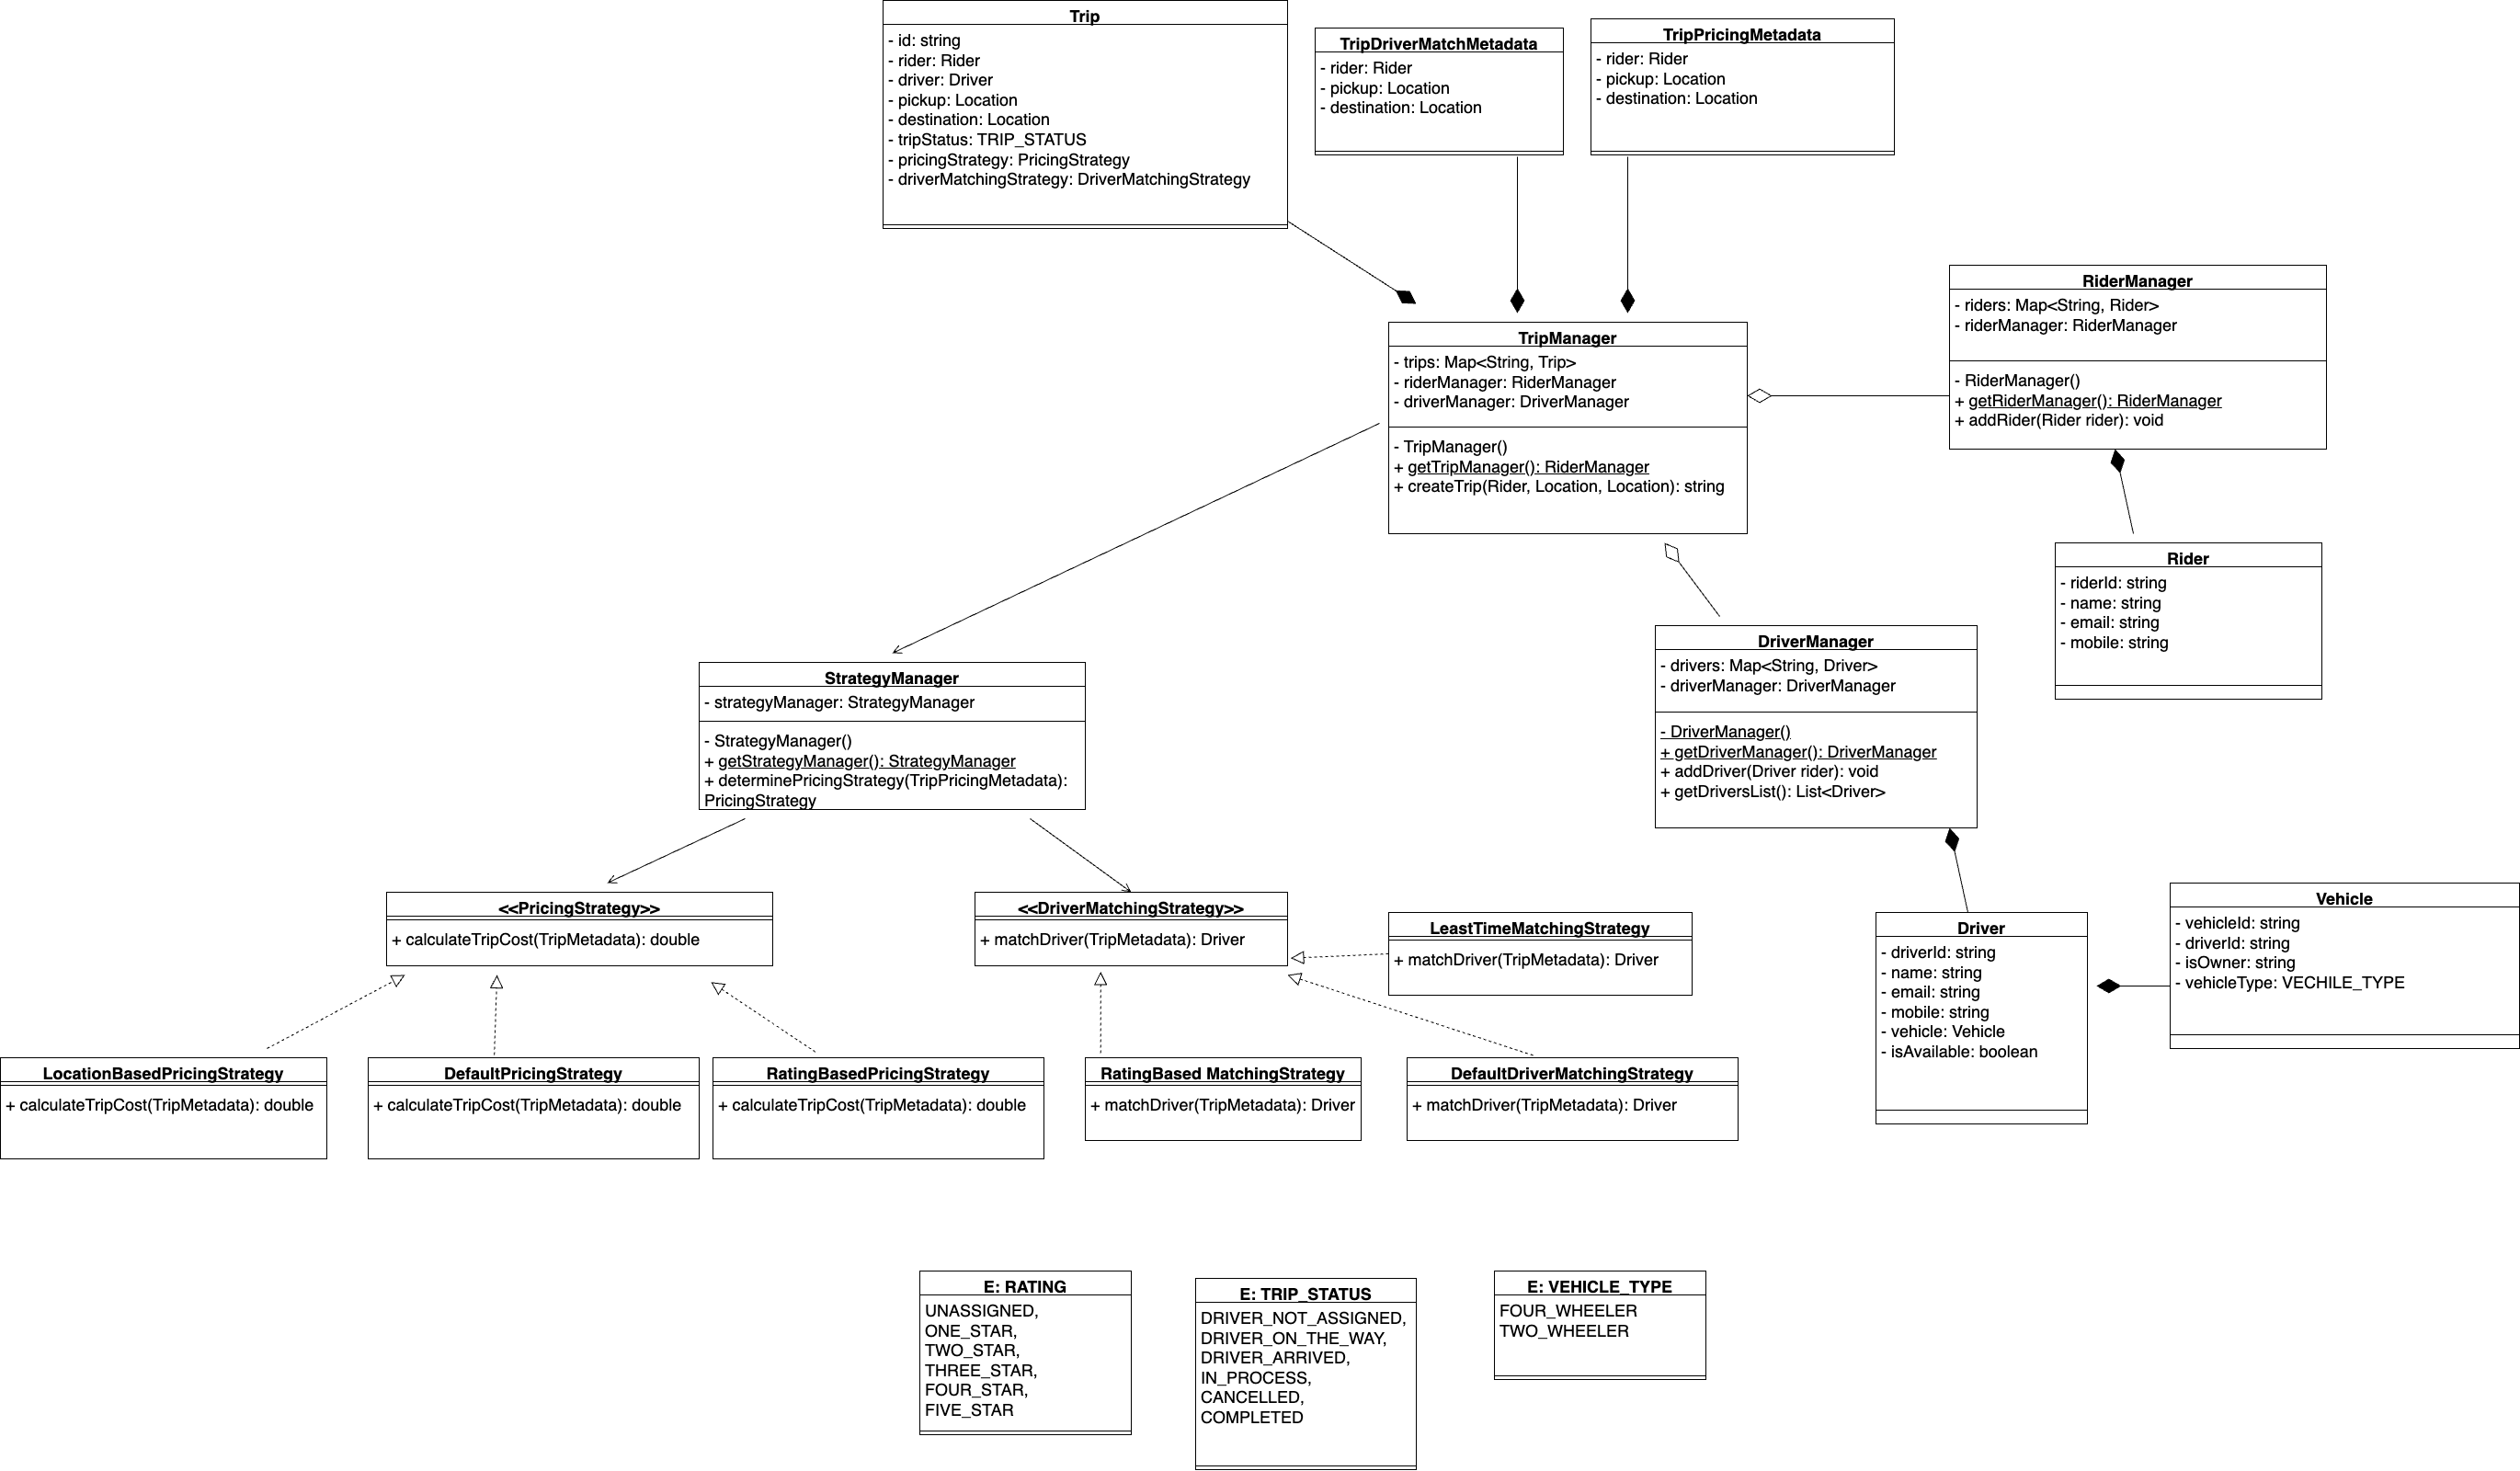 Trip
- id: string
- rider: Rider
- driver: Driver
- pickup: Location
- destination: Location
- tripStatus: TRIP_STATUS
- pricingStrategy: PricingStrategy
- driverMatchingStrategy: DriverMatchingStrategy
TripDriverMatchMetadata
- rider: Rider
- pickup: Location
- destination: Location
TripPricingMetadata
- rider: Rider
- pickup: Location
- destination: Location
TripManager
- trips: Map<String, Trip>
- riderManager: RiderManager
- driverManager: DriverManager
- TripManager()
+ getTripManager(): RiderManager
+ createTrip(Rider, Location, Location): string
RiderManager
- riders: Map<String, Rider>
- riderManager: RiderManager
- RiderManager()
+ getRiderManager(): RiderManager
+ addRider(Rider rider): void
Rider
- riderId: string
- name: string
- email: string
- mobile: string
StrategyManager
- strategyManager: StrategyManager
- StrategyManager()
+ getStrategyManager(): StrategyManager
+ determinePricingStrategy(TripPricingMetadata):
PricingStrategy
DriverManager
- drivers: Map<String, Driver>
- driverManager: DriverManager
- DriverManager()
+ getDriverManager(): DriverManager
+ addDriver(Driver rider): void
+ getDriversList(): List<Driver>
<<PricingStrategy>>
+ calculateTripCost(TripMetadata): double
<<DriverMatchingStrategy>>
+ matchDriver(TripMetadata): Driver
LeastTimeMatchingStrategy
+ matchDriver(TripMetadata): Driver
Driver
- driverId: string
- name: string
- email: string
- mobile: string
- vehicle: Vehicle
- isAvailable: boolean
Vehicle
- vehicleId: string
- driverId: string
- isOwner: string
- vehicleType: VECHILE_TYPE
LocationBasedPricingStrategy
+ calculateTripCost(TripMetadata): double
DefaultPricingStrategy
+ calculateTripCost(TripMetadata): double
RatingBasedPricingStrategy
+ calculateTripCost(TripMetadata): double
RatingBased MatchingStrategy
+ matchDriver(TripMetadata): Driver
DefaultDriverMatchingStrategy
+ matchDriver(TripMetadata): Driver
E: RATING
UNASSIGNED,
ONE_STAR,
TWO_STAR,
THREE_STAR,
FOUR_STAR,
FIVE_STAR
E: TRIP_STATUS
DRIVER_NOT_ASSIGNED,
DRIVER_ON_THE_WAY,
DRIVER_ARRIVED,
IN_PROCESS,
CANCELLED,
COMPLETED
E: VEHICLE_TYPE
FOUR_WHEELER
TWO_WHEELER